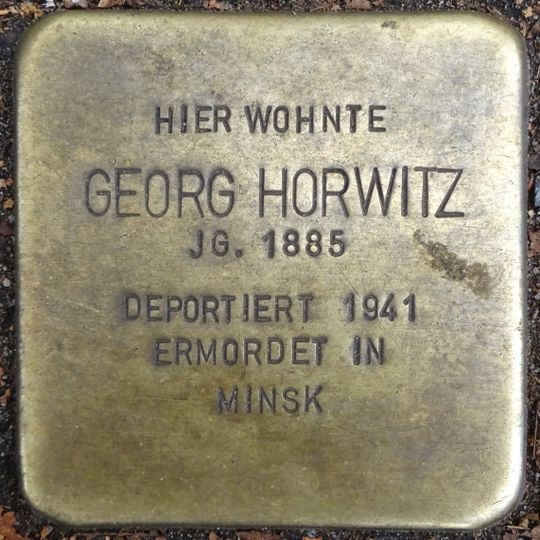 HIER WOHNTE
GEORG HORWITZ
JG. 1885
DEPORTIERT 1941
ERMORDET IN
MINSK